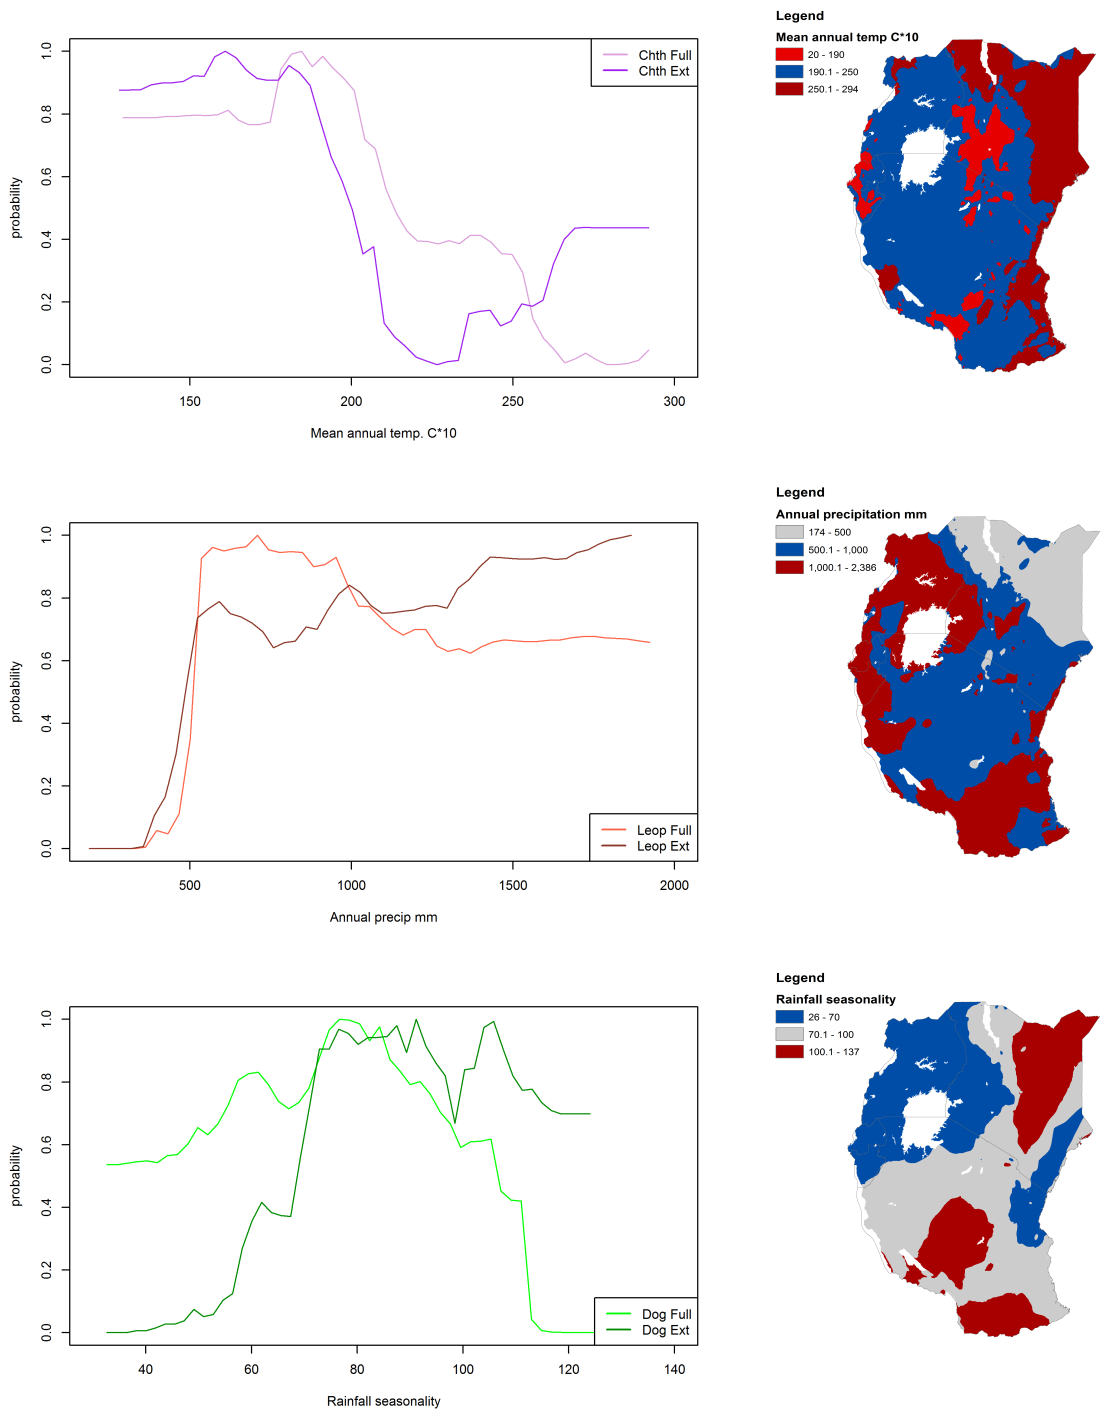 Chth Full
Chth Ext
probability
0.0 0.2 0.4 0.6 0.8 1.0
150 200 250 300
Mean annual temp. C*10
Legend
Mean annual temp C*10
20 - 190
190.1 - 250
250.1 - 294
Leop Full
Leop Ext
probability
0.0 0.2 0.4 0.6 0.8 1.0
500 1000 1500 2000
Annual precip mm
Legend
Annual precipitation mm
174 - 500
500.1 - 1,000
1,000.1 - 2,386
Dog Full
Dog Ext
probability
0.0 0.2 0.4 0.6 0.8 1.0
40 60 80 100 120 140
Rainfall seasonality
Legend
Rainfall seasonality
26 - 70
70.1 - 100
100.1 - 137